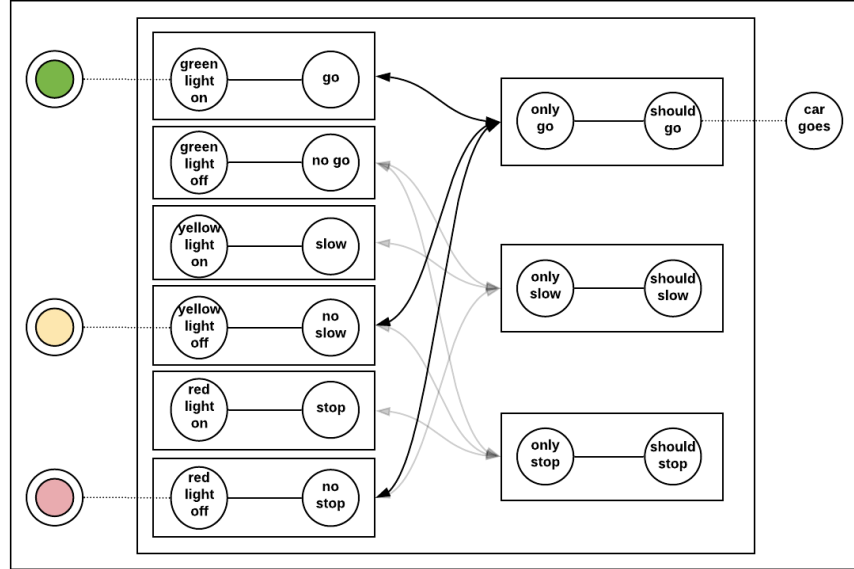 green
light
on
go
green
light
off
no go
yellow
light
on
slow
yellow
light
off
no
slow
red
light
on
stop
red
light
off
no
stop
only
go
should
go
only
slow
should
slow
only
stop
should
stop
car
goes